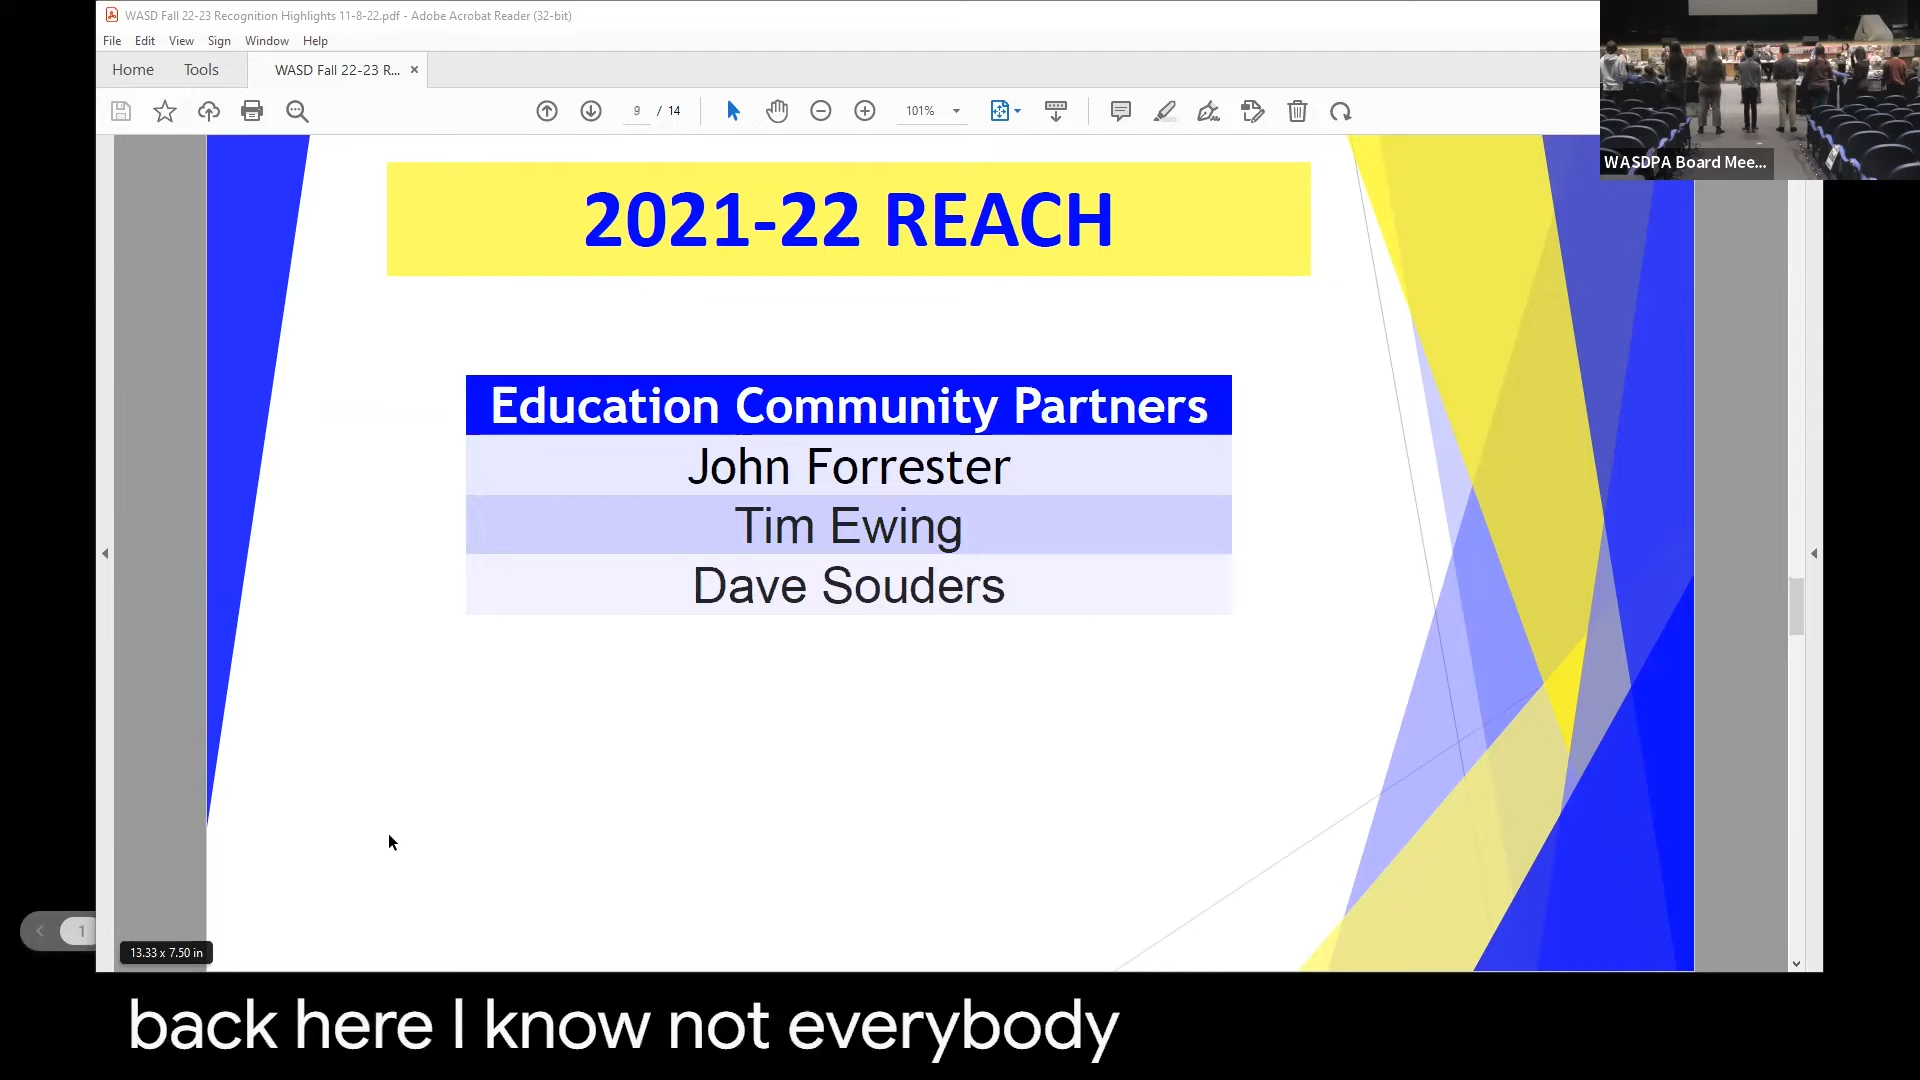 WASD Fall 22-23 Recognition Highlights 11-8-22.pdf - Adobe Acrobat Reader (32-bit)
File Edit View Sign Window Help
Home Tools WASD Fall 22-23 R... ×
9 / 14 101%
WASDPA Board Mee...
2021-22 REACH
Education Community Partners
John Forrester
Tim Ewing
Dave Souders
1
13.33 x 7.50 in
back here I know not everybody